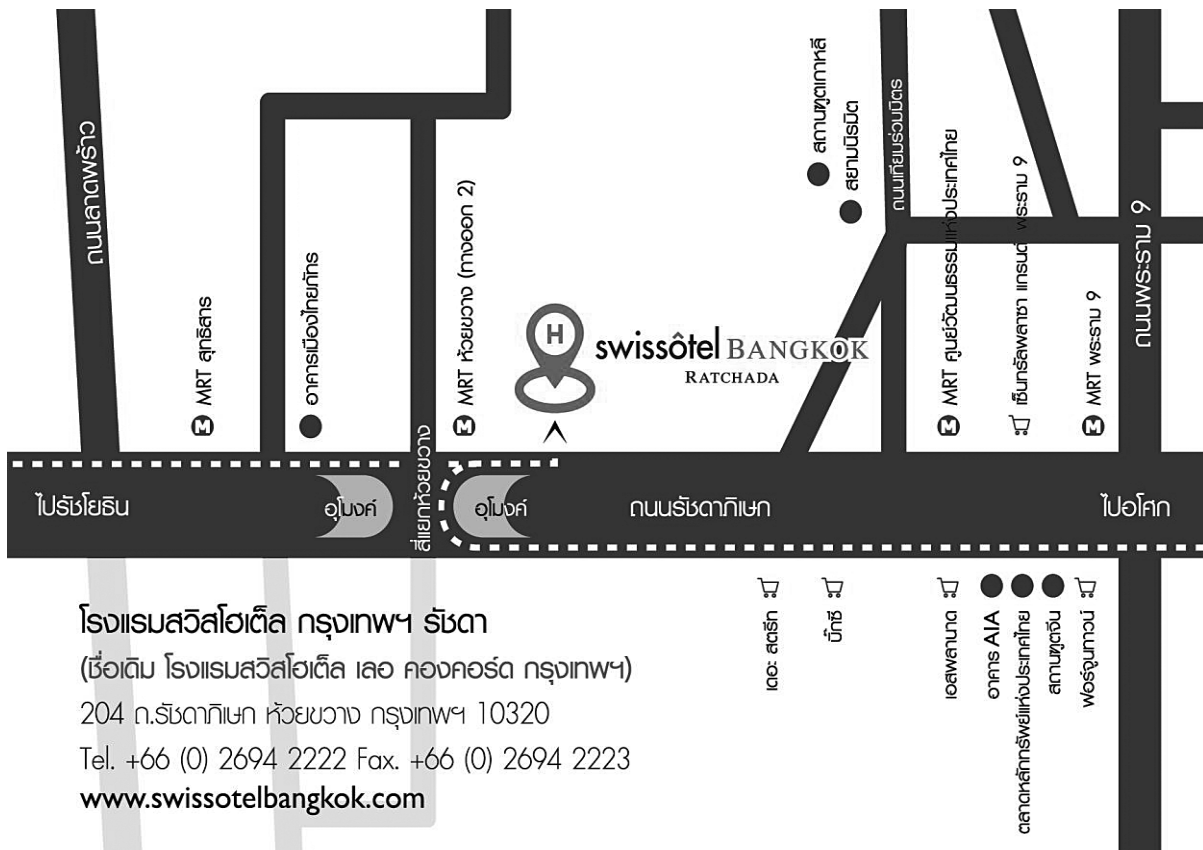 ถนนลาดพร้าว
MRT สุทธิสาร
อาคารเมืองไทยภัทร
สี่แยกห้วยขวาง
MRT ห้วยขวาง (ทางออก 2)
H
swissôtel BANGKOK
RATCHADA
สถานฑูตเกาหลี
สยามนิรมิต
ถนนเทียมร่วมมิตร
MRT ศูนย์วัฒนธรรมแห่งประเทศไทย
เซ็นทรัลพลาซา แกรนด์ พระราม 9
MRT พระราม 9
ถนนพระราม 9
ไปรัชโยธิน
อุโมงค์
อุโมงค์
ถนนรัชดาภิเษก
ไปอโศก
เดอะ สตรีท
บิ๊กซี
เอสพลานาด
อาคาร AIA
ตลาดหลักทรัพย์แห่งประเทศไทย
สถานฑูตจีน
ฟอร์จูนทาวน์
โรงแรมสวิสโฮเต็ล กรุงเทพฯ รัชดา
(ชื่อเดิม โรงแรมสวิสโฮเต็ล เลอ คองคอร์ด กรุงเทพฯ)
204 ถ.รัชดาภิเษก ห้วยขวาง กรุงเทพฯ 10320
Tel. +66 (0) 2694 2222 Fax. +66 (0) 2694 2223
www.swissotelbangkok.com